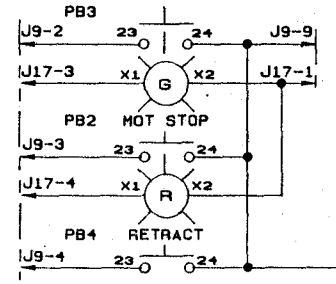 PB3
J9-2 23 24 J9-9
J17-3 X1 G X2 J17-1
PB2 MOT STOP
J9-3 23 24
J17-4 X1 R X2
PB4 RETRACT
J9-4 23 24